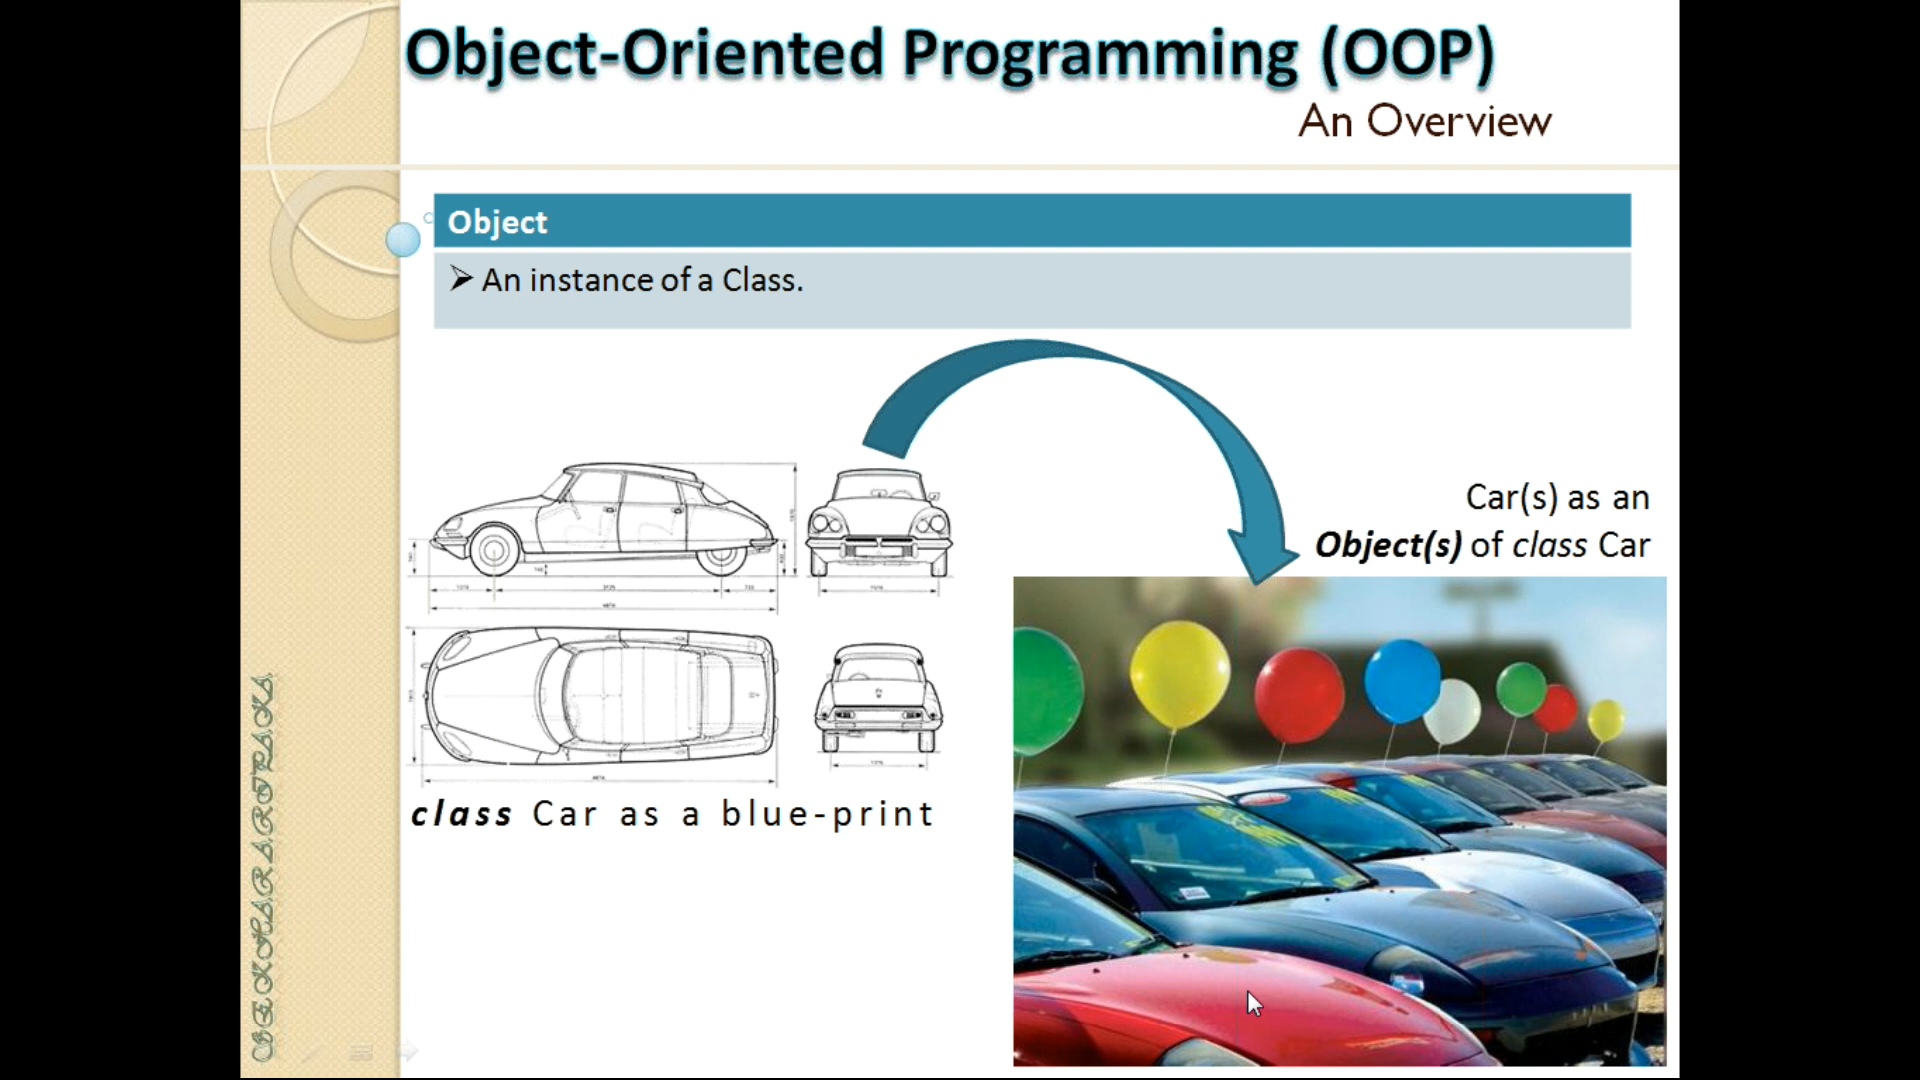 Object-Oriented Programming (OOP)
An Overview
Object
➢ An instance of a Class.
Car(s) as an
Object(s) of class Car
class Car as a blue-print